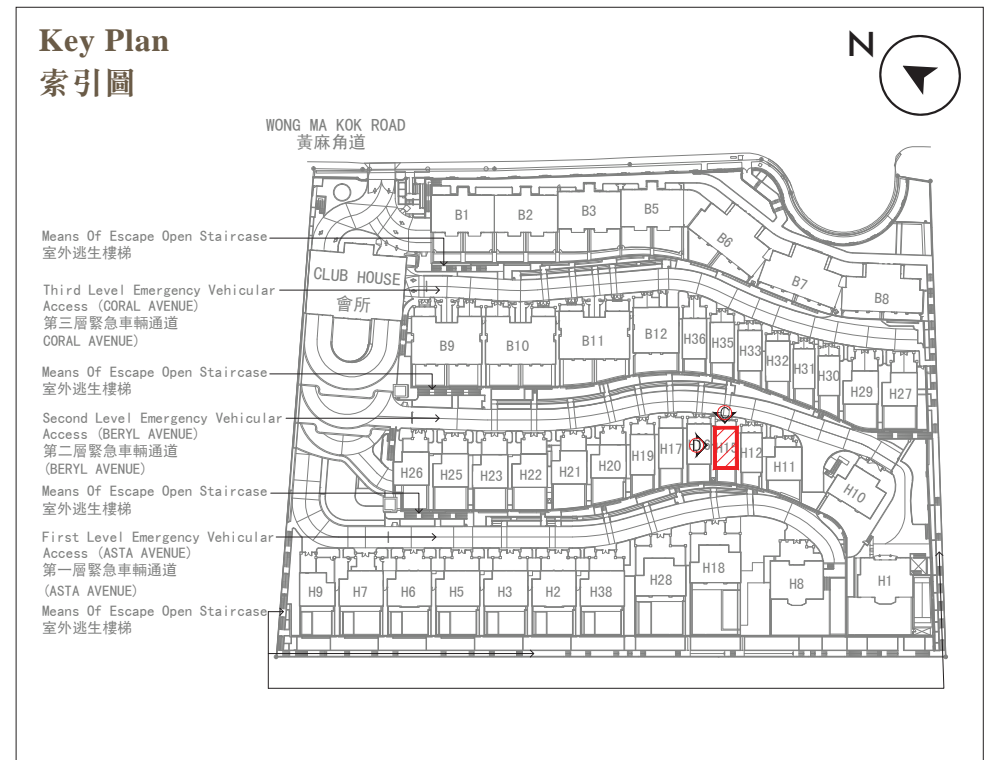 Key Plan
索引圖
N
WONG MA KOK ROAD
黃麻角道
B1
B2
B3
B5
B6
B7
B8
Means Of Escape Open Staircase
室外逃生樓梯
CLUB HOUSE
會所
Third Level Emergency Vehicular
Access (CORAL AVENUE)
第三層緊急車輛通道
CORAL AVENUE)
B9
B10
B11
B12
H36
H35
H33
H32
H31
H30
H29
H27
Means Of Escape Open Staircase
室外逃生樓梯
Second Level Emergency Vehicular
Access (BERYL AVENUE)
第二層緊急車輛通道
(BERYL AVENUE)
H26
H25
H23
H22
H21
H20
H19
H17
H15
H12
H11
H10
Means Of Escape Open Staircase
室外逃生樓梯
First Level Emergency Vehicular
Access (ASTA AVENUE)
第一層緊急車輛通道
(ASTA AVENUE)
H9
H7
H6
H5
H3
H2
H38
H28
H18
H8
H1
Means Of Escape Open Staircase
室外逃生樓梯